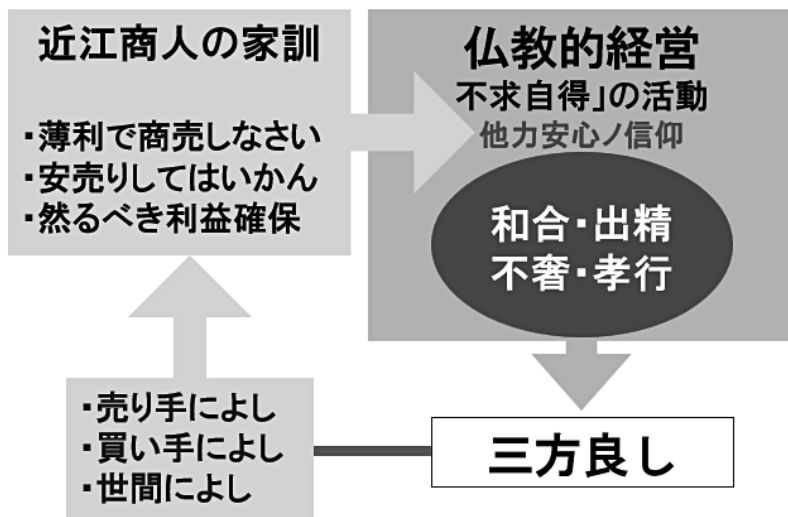 近江商人の家訓
・薄利で商売しなさい
・安売りしてはいかん
・然るべき利益確保
仏教的経営
不求自得」の活動
他力安心ノ信仰
和合・出精
不奢・孝行
・売り手によし
・買い手によし
・世間によし
三方良し